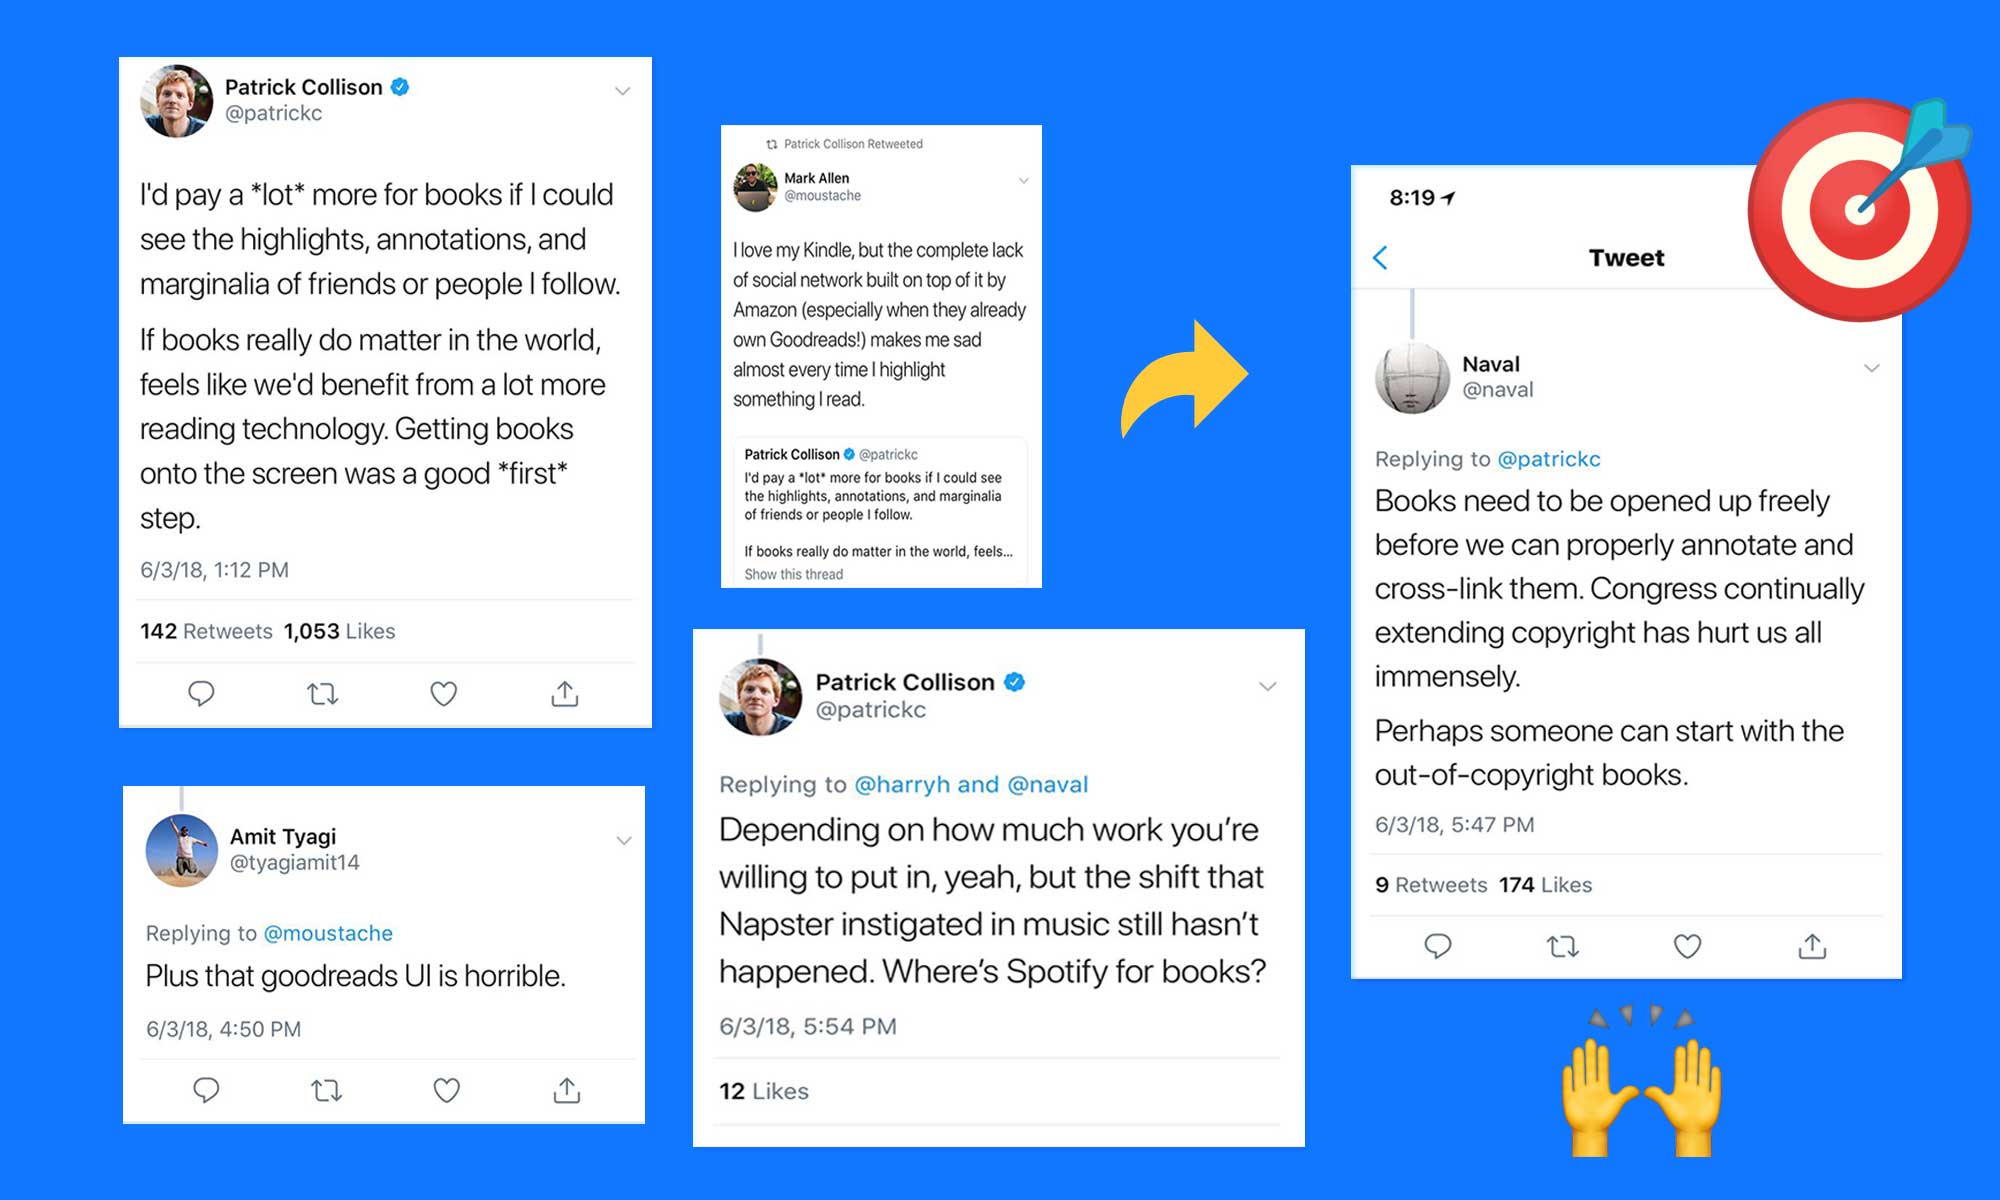 Patrick Collison
@patrickc
I'd pay a *lot* more for books if I could
see the highlights, annotations, and
marginalia of friends or people I follow.
If books really do matter in the world,
feels like we'd benefit from a lot more
reading technology. Getting books
onto the screen was a good *first*
step.
6/3/18, 1:12 PM
142 Retweets 1,053 Likes
Patrick Collison Retweeted
Mark Allen
@moustache
I love my Kindle, but the complete lack
of social network built on top of it by
Amazon (especially when they already
own Goodreads!) makes me sad
almost every time I highlight
something I read.
Patrick Collison @patrickc
I'd pay a *lot* more for books if I could see
the highlights, annotations, and marginalia
of friends or people I follow.
If books really do matter in the world, feels...
Show this thread
Amit Tyagi
@tyagiamit14
Replying to @moustache
Plus that goodreads UI is horrible.
6/3/18, 4:50 PM
Patrick Collison
@patrickc
Replying to @harryh and @naval
Depending on how much work you’re
willing to put in, yeah, but the shift that
Napster instigated in music still hasn’t
happened. Where’s Spotify for books?
6/3/18, 5:54 PM
12 Likes
8:19
Tweet
Naval
@naval
Replying to @patrickc
Books need to be opened up freely
before we can properly annotate and
cross-link them. Congress continually
extending copyright has hurt us all
immensely.
Perhaps someone can start with the
out-of-copyright books.
6/3/18, 5:47 PM
9 Retweets 174 Likes